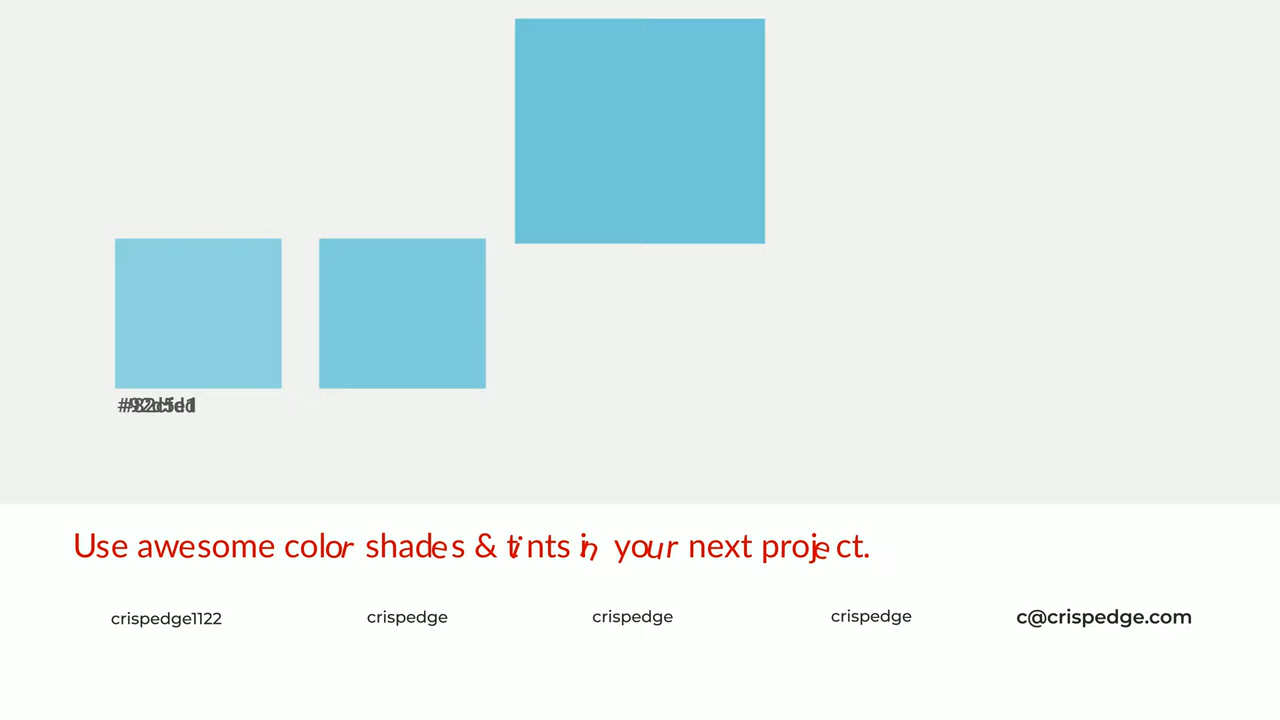 Use awesome color shades & tints in your next project.
crispedge1122 crispedge crispedge crispedge c@crispedge.com